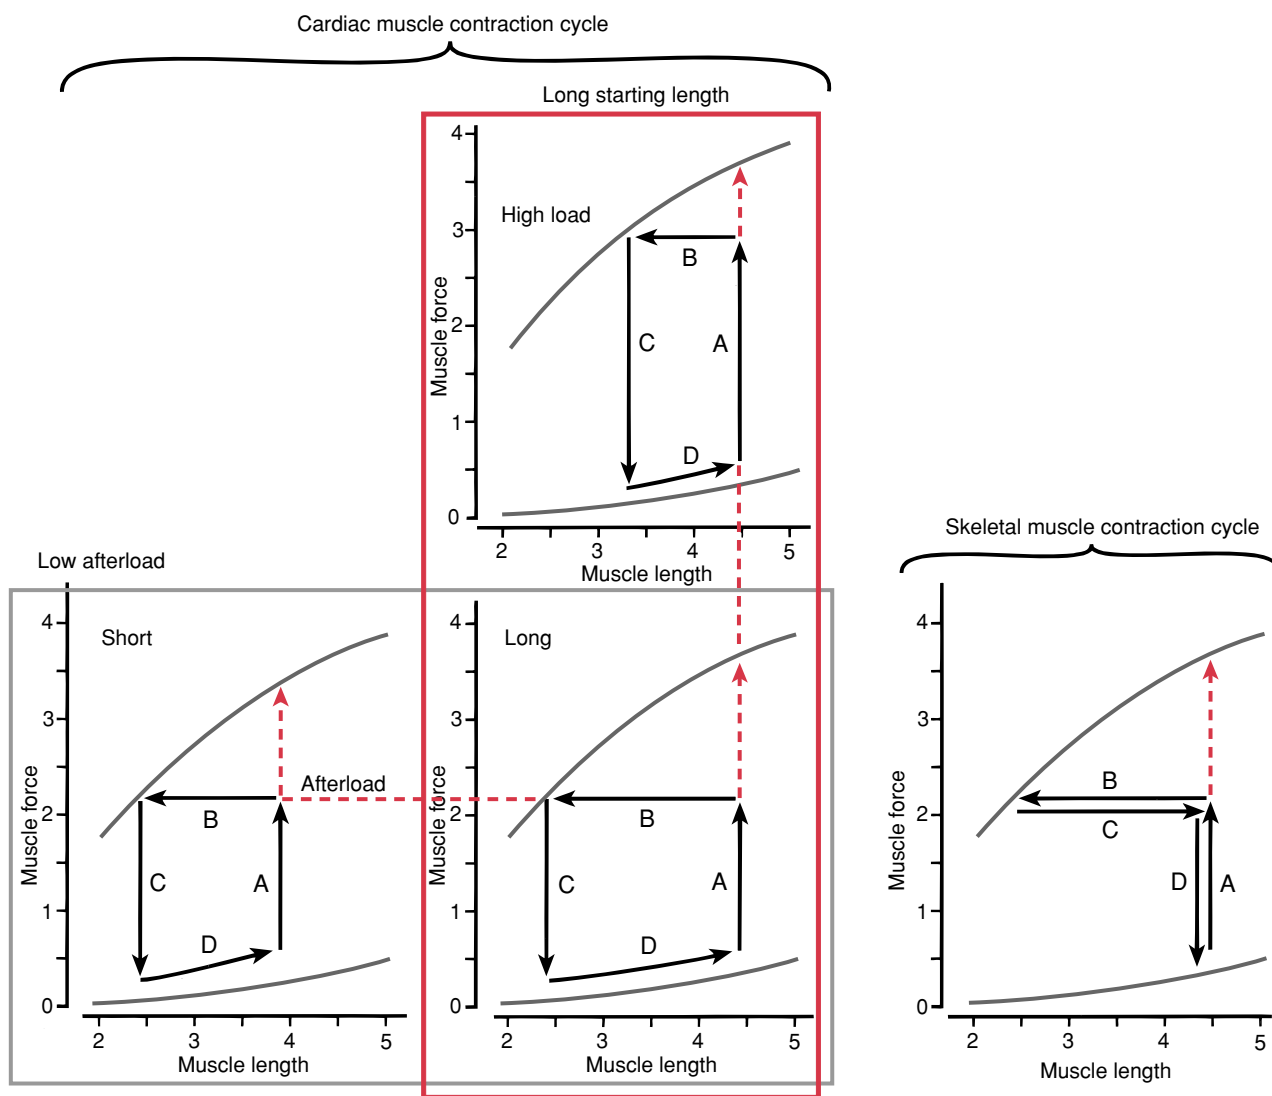 Cardiac muscle contraction cycle
Long starting length
4
3
2
1
0
High load
B
C
A
D
Muscle force
2 3 4 5
Muscle length
Skeletal muscle contraction cycle
Low afterload
4
3
2
1
0
Short
Afterload
B
C
A
D
Muscle force
2 3 4 5
Muscle length
4
3
2
1
0
Long
B
C
A
D
Muscle force
2 3 4 5
Muscle length
4
3
2
1
0
B
C
D A
Muscle force
2 3 4 5
Muscle length